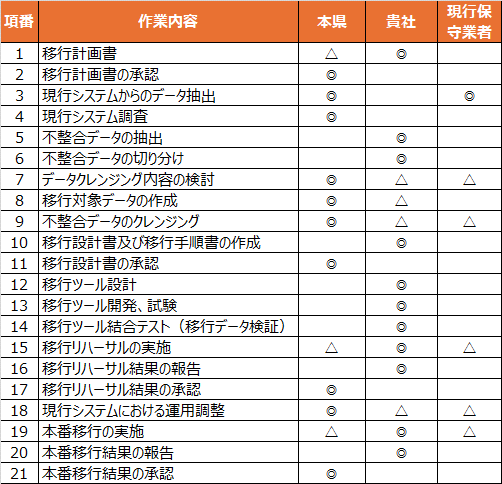 項番 作業内容 本県 貴社 現行保守業者
1 移行計画書 △ ◎
2 移行計画書の承認 ◎
3 現行システムからのデータ抽出 ◎ ◎
4 現行システム調査 ◎
5 不整合データの抽出 ◎
6 不整合データの切り分け ◎
7 データクレンジング内容の検討 ◎ △ △
8 移行対象データの作成 ◎ △
9 不整合データのクレンジング ◎ △ △
10 移行設計書及び移行手順書の作成 ◎
11 移行設計書の承認 ◎
12 移行ツール設計 ◎
13 移行ツール開発、試験 ◎
14 移行ツール結合テスト（移行データ検証） ◎
15 移行リハーサルの実施 △ ◎ △
16 移行リハーサル結果の報告 ◎
17 移行リハーサル結果の承認 ◎
18 現行システムにおける運用調整 ◎ △ △
19 本番移行の実施 △ ◎ △
20 本番移行結果の報告 ◎
21 本番移行結果の承認 ◎